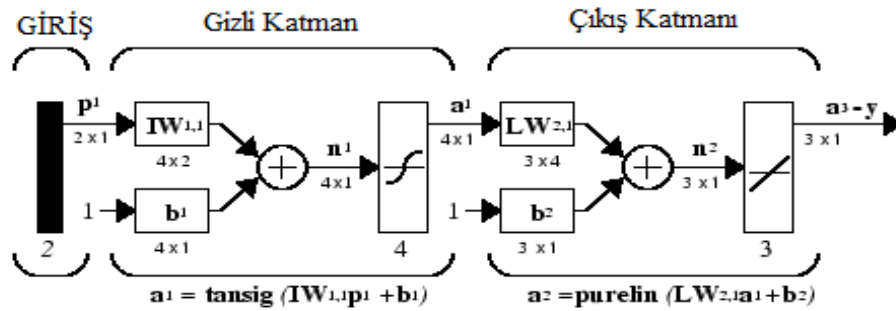 GİRİŞ Gizli Katman Çıkış Katmanı
p1 a1 a3-y
IW1,1 LW2,1
2 x 1 n1 4x1 n2 3 x 1
4 x 2 4 x 1 3 x 4 3 x 1
1 b1 1 b2
2 4 x 1 4 3 x 1 3
a1 = tansig (IW1,1p1 +b1) a2 =purelin (LW2,1a1+b2)